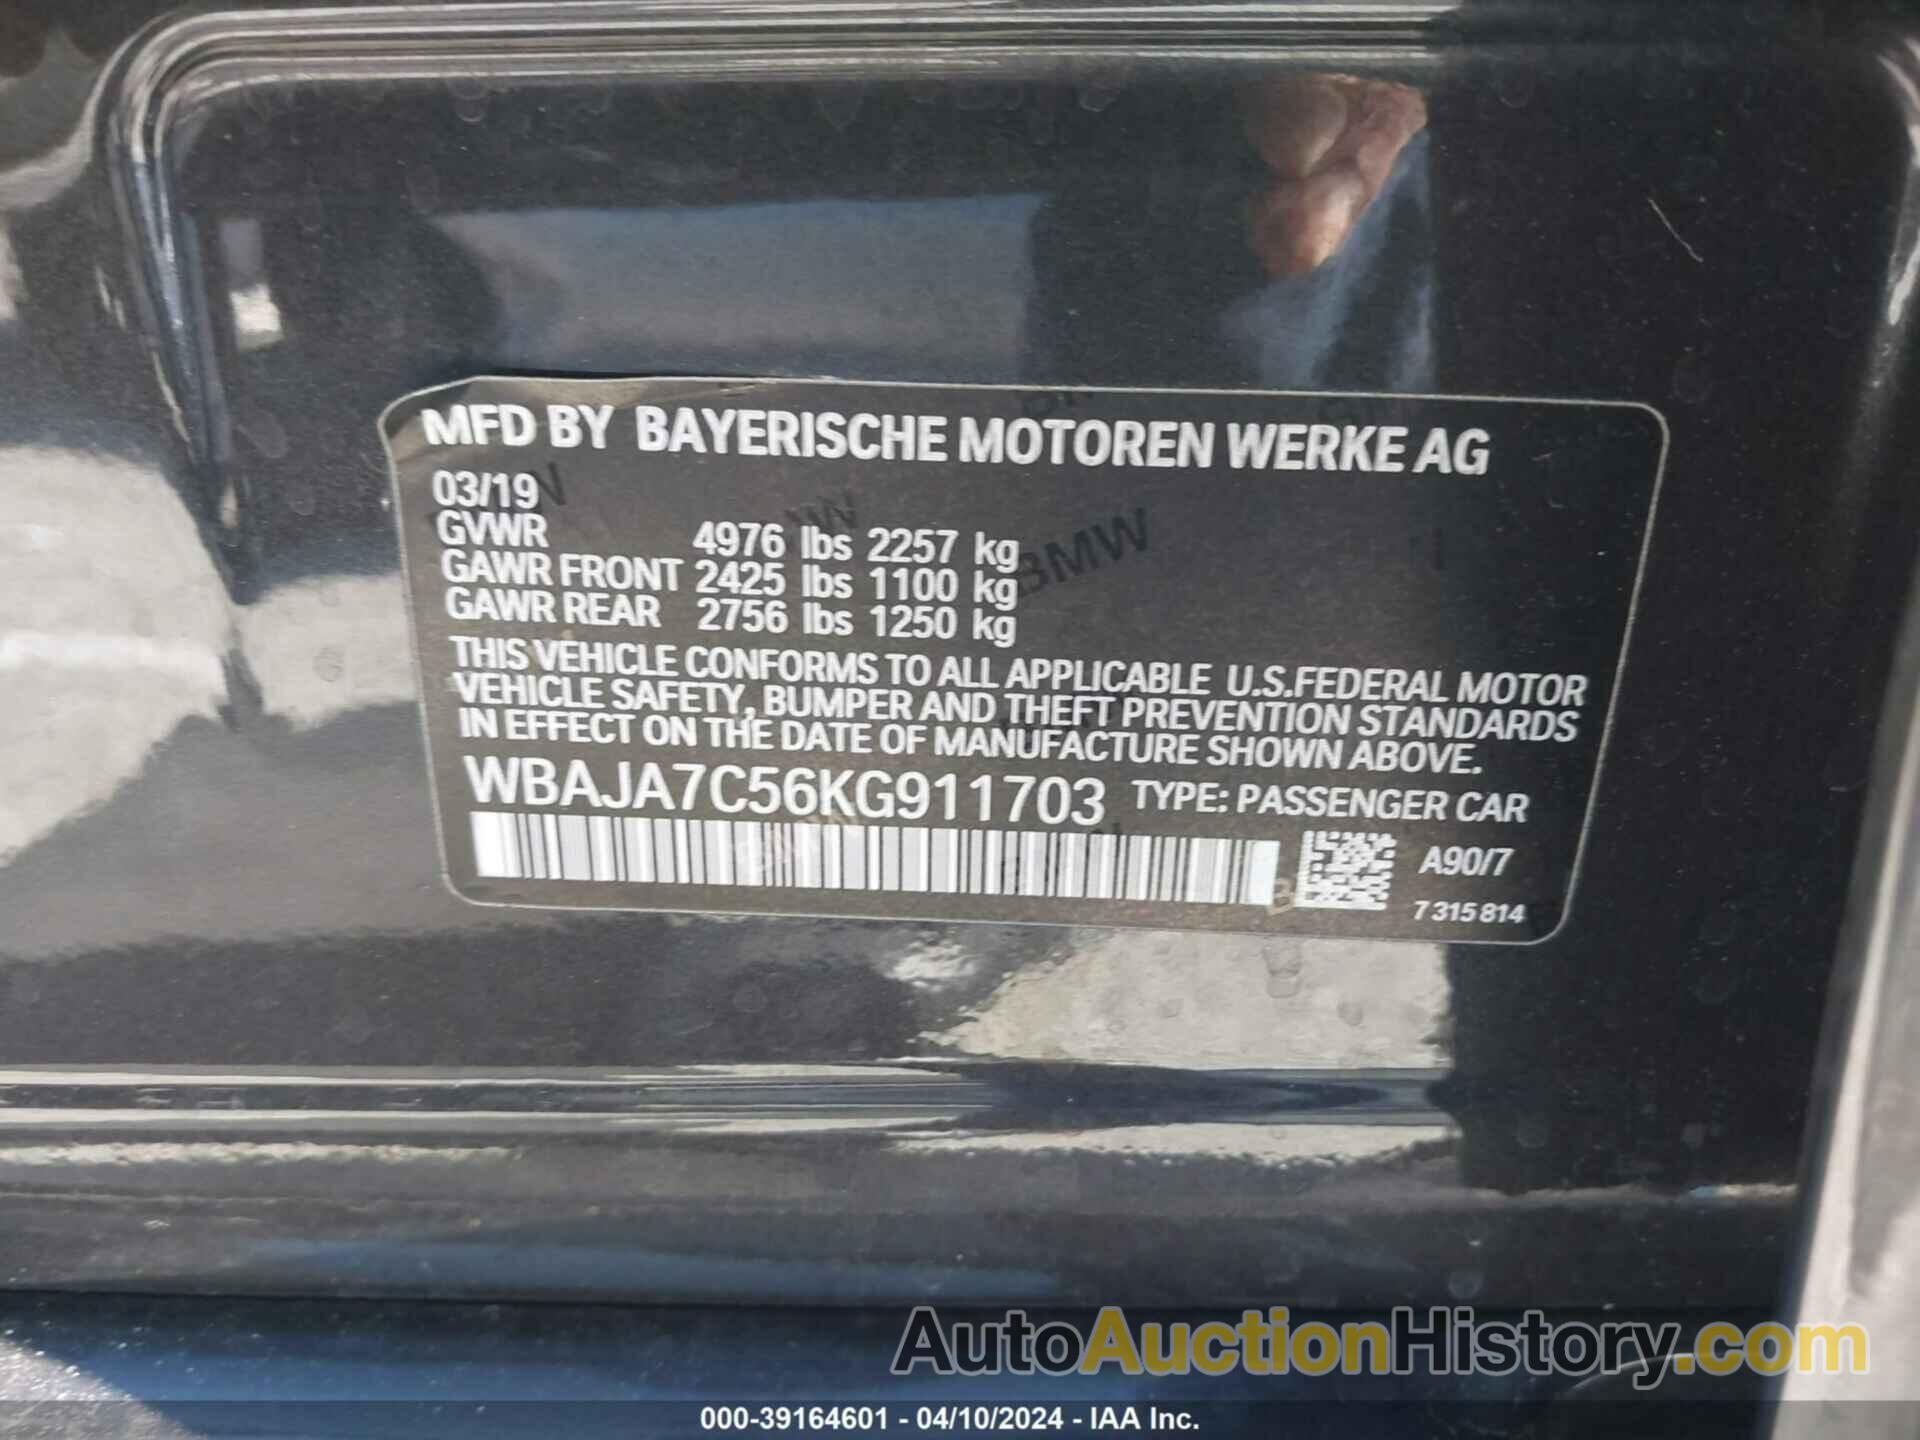 MFD BY BAYERISCHE MOTOREN WERKE AG
03/19
GVWR 4976 lbs 2257 kg
GAWR FRONT 2425 lbs 1100 kg
GAWR REAR 2756 lbs 1250 kg
THIS VEHICLE CONFORMS TO ALL APPLICABLE U.S.FEDERAL MOTOR
VEHICLE SAFETY, BUMPER AND THEFT PREVENTION STANDARDS
IN EFFECT ON THE DATE OF MANUFACTURE SHOWN ABOVE.
WBAJA7C56KG911703 TYPE: PASSENGER CAR
A90/7
7 315 814
BMW
AutoAuctionHistory.com
000-39164601 - 04/10/2024 - IAA Inc.